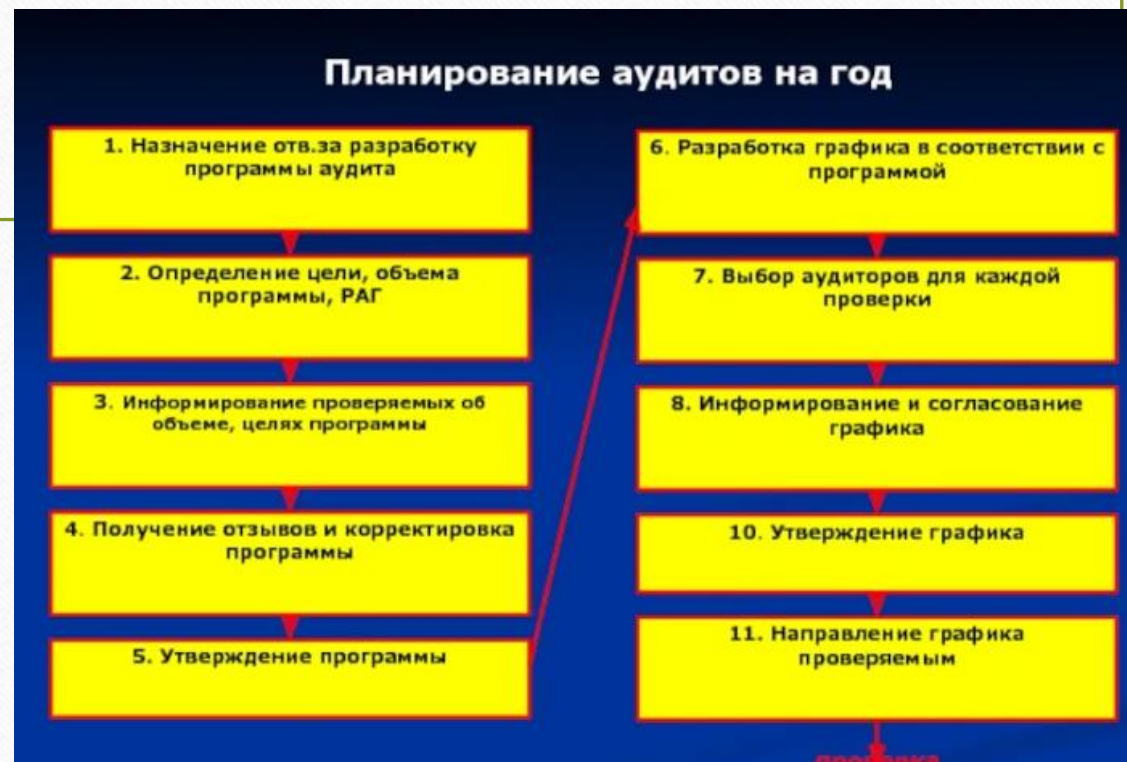 Планирование аудитов на год
1. Назначение отв.за разработку
программы аудита
2. Определение цели, объема
программы, РАГ
3. Информирование проверяемых об
объеме, целях программы
4. Получение отзывов и корректировка
программы
5. Утверждение программы
6. Разработка графика в соответствии с
программой
7. Выбор аудиторов для каждой
проверки
8. Информирование и согласование
графика
10. Утверждение графика
11. Направление графика
проверяемым